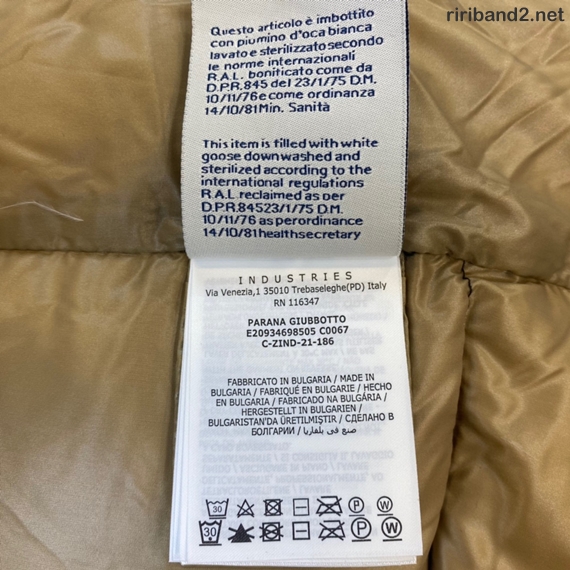 ririband2.net
Questo articolo è imbottito
con piumino d'oca bianca
lavato e sterilizzato secondo
le norme internazionali
R.A.L. bonificato come da
D.P.R.845 del 23/1/75 D.M.
10/11/76 e come ordinanza
14/10/81 Min. Sanità
This item is filled with white
goose down washed and
sterilized according to the
international regulations
R.A.L reclaimed as per
D.P.R.84523/1/75 D.M.
10/11/76 as perordinance
14/10/81 healthsecretary
INDUSTRIES
Via Venezia,1 35010 Trebaseleghe(PD) Italy
RN 116347
PARANA GIUBBOTTO
E20934698505 C0067
C-ZIND-21-186
FABBRICATO IN BULGARIA / MADE IN
BULGARIA / FABRIQUÉ EN BULGARIE / HECHO
EN BULGARIA / FABRICADO NA BULGÁRIA /
HERGESTELLT IN BULGARIEN /
BULGARISTAN'DA ÜRETILMIŞTIR / СДЕЛАНО В
БОЛГАРИИ / صنع في بلغاريا
30
P W
30
P W